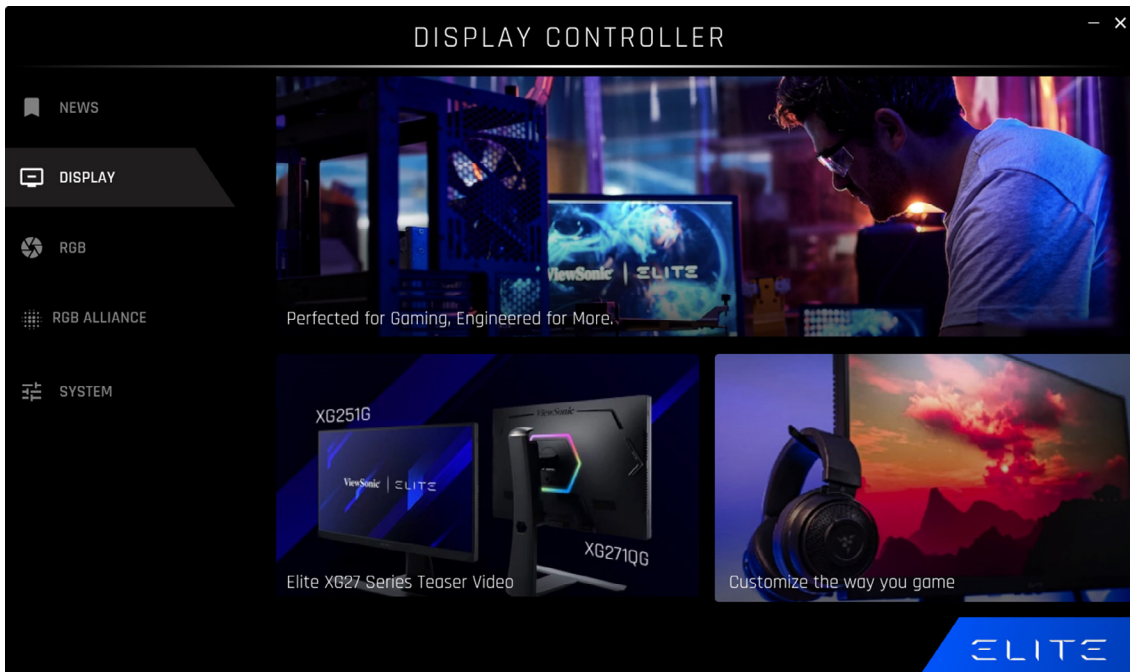 DISPLAY CONTROLLER
NEWS
DISPLAY
RGB
RGB ALLIANCE
SYSTEM
ViewSonic | ELITE
Perfected for Gaming, Engineered for More.
XG251G
ViewSonic
ViewSonic | ELITE
XG271QG
Elite XG27 Series Teaser Video
Customize the way you game
ELITE